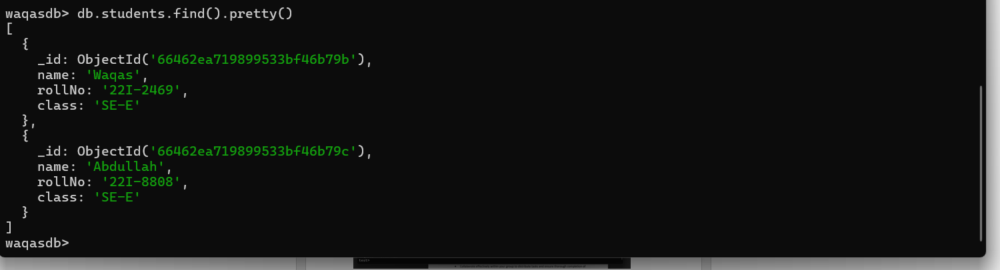 waqasdb> db.students.find().pretty()
[
  {
    _id: ObjectId('66462ea719899533bf46b79b'),
    name: 'Waqas',
    rollNo: '22I-2469',
    class: 'SE-E'
  },
  {
    _id: ObjectId('66462ea719899533bf46b79c'),
    name: 'Abdullah',
    rollNo: '22I-8808',
    class: 'SE-E'
  }
]
waqasdb>
test>